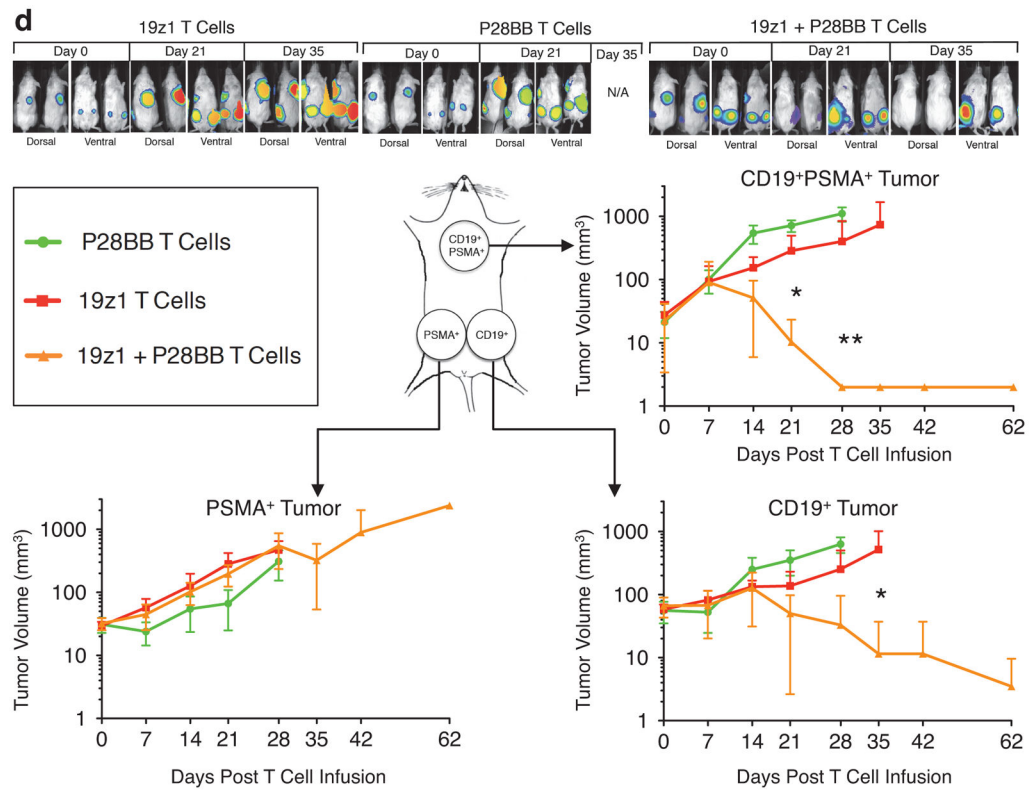 d
19z1 T Cells
P28BB T Cells
19z1 + P28BB T Cells
Day 0 Day 21 Day 35 Day 0 Day 21 Day 35 Day 0 Day 21 Day 35
N/A
Dorsal Ventral Dorsal Ventral Dorsal Ventral Dorsal Ventral Dorsal Ventral Dorsal Ventral Dorsal Ventral Dorsal Ventral
P28BB T Cells
19z1 T Cells
19z1 + P28BB T Cells
CD19⁺
PSMA⁺
PSMA⁺
CD19⁺
CD19⁺PSMA⁺ Tumor
Tumor Volume (mm³)
1000
100
10
1
*
**
0 7 14 21 28 35 42 62
Days Post T Cell Infusion
PSMA⁺ Tumor
Tumor Volume (mm³)
1000
100
10
1
0 7 14 21 28 35 42 62
Days Post T Cell Infusion
CD19⁺ Tumor
Tumor Volume (mm³)
1000
100
10
1
*
0 7 14 21 28 35 42 62
Days Post T Cell Infusion